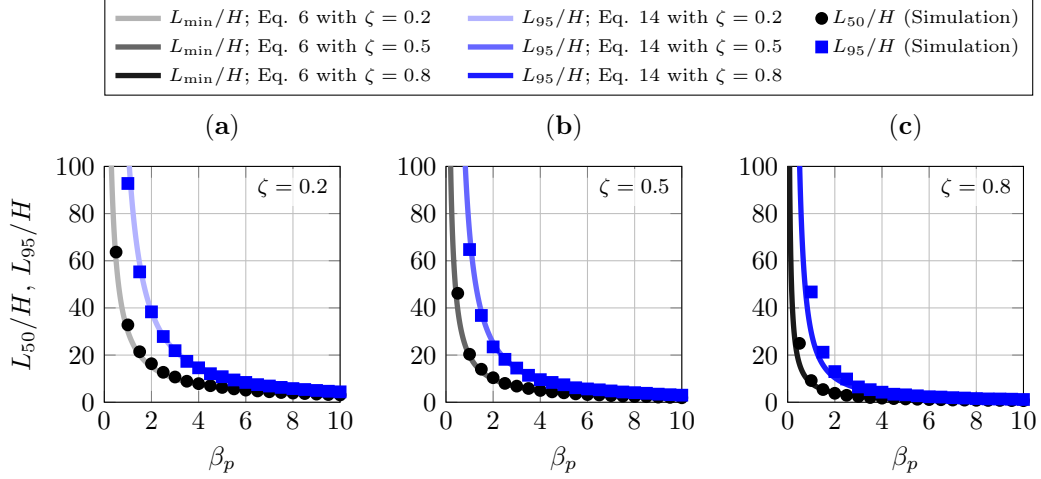 L_min/H; Eq. 6 with ζ = 0.2 L_95/H; Eq. 14 with ζ = 0.2 L_50/H (Simulation)
L_min/H; Eq. 6 with ζ = 0.5 L_95/H; Eq. 14 with ζ = 0.5 L_95/H (Simulation)
L_min/H; Eq. 6 with ζ = 0.8 L_95/H; Eq. 14 with ζ = 0.8
(a) (b) (c)
L_50/H , L_95/H
100
80
60
40
20
0
ζ = 0.2
0 2 4 6 8 10
β_p
100
80
60
40
20
0
ζ = 0.5
0 2 4 6 8 10
β_p
100
80
60
40
20
0
ζ = 0.8
0 2 4 6 8 10
β_p